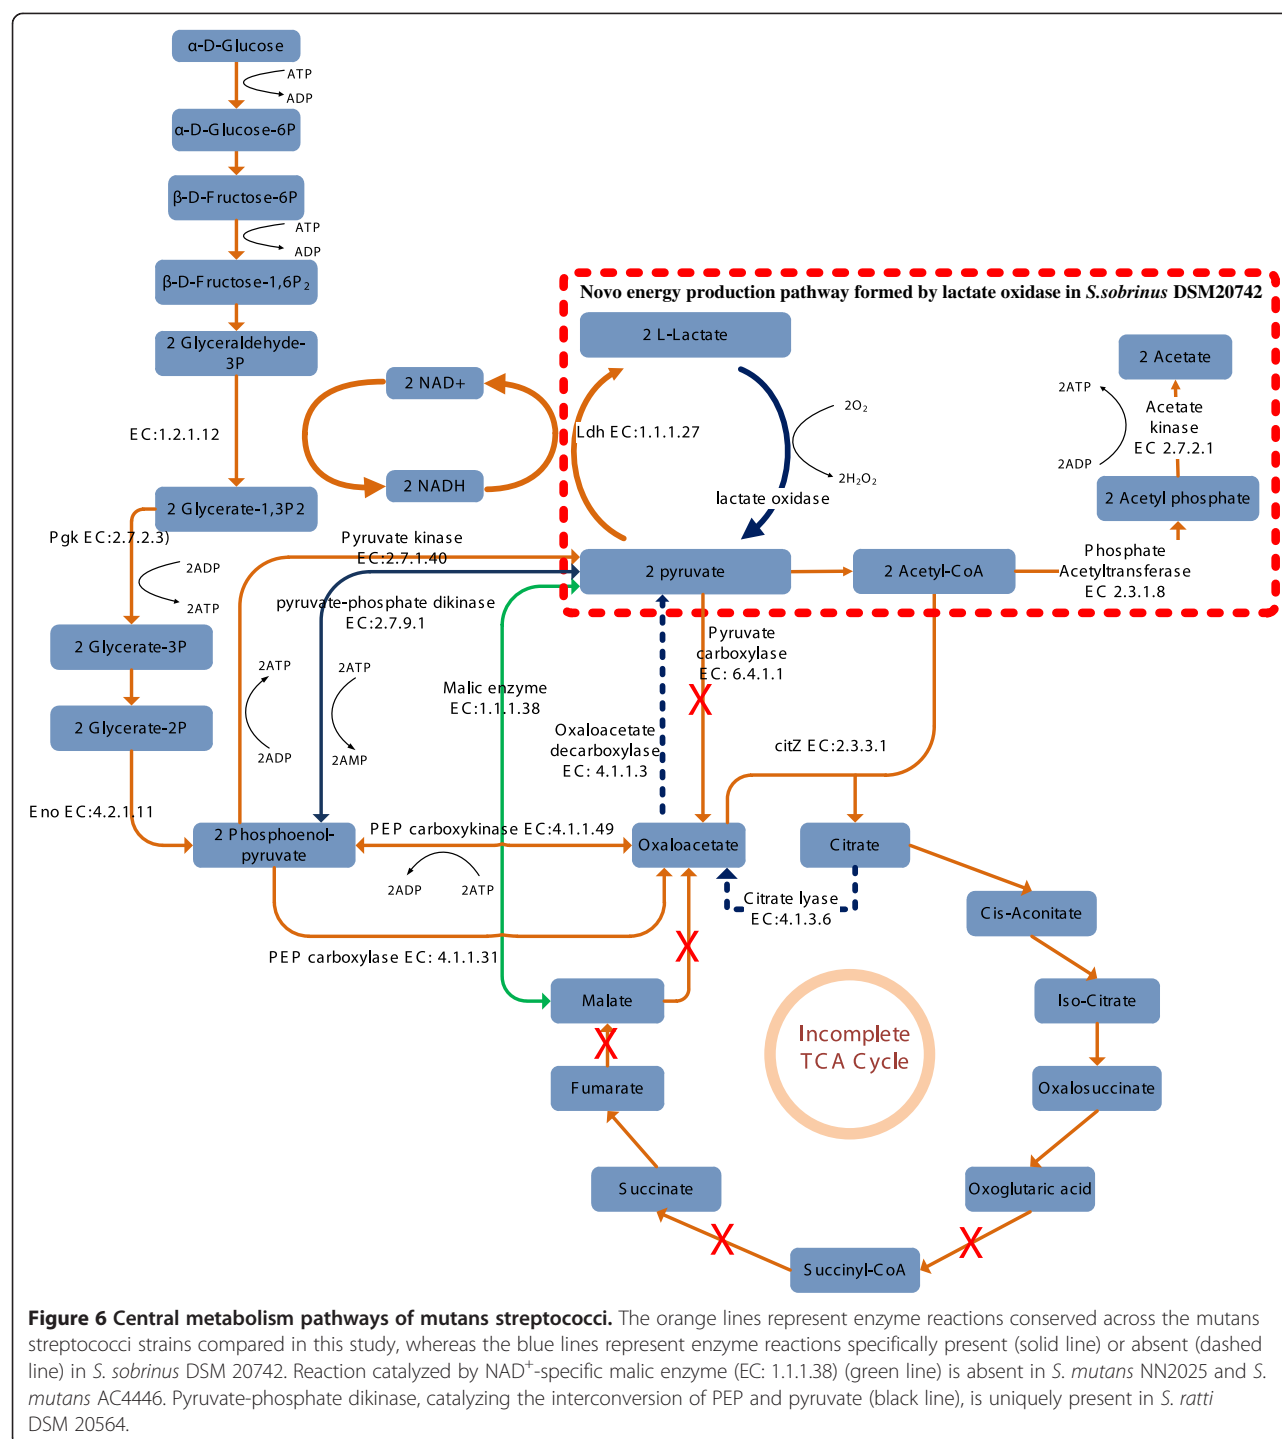 α-D-Glucose
ATP
ADP
α-D-Glucose-6P
β-D-Fructose-6P
ATP
ADP
β-D-Fructose-1,6P₂
2 Glyceraldehyde-
3P
EC:1.2.1.12
2 Glycerate-1,3P2
Pgk EC:2.7.2.3)
2ADP
2ATP
2 Glycerate-3P
2 Glycerate-2P
Eno EC:4.2.1.11
2 Phosphoenol-
pyruvate
2 NAD+
2 NADH
Novo energy production pathway formed by lactate oxidase in S.sobrinus DSM20742
2 L-Lactate
Ldh EC:1.1.1.27
2O₂
2H₂O₂
lactate oxidase
2 Acetate
2ATP
Acetate
kinase
EC 2.7.2.1
2ADP
2 Acetyl phosphate
Phosphate
Acetyltransferase
EC 2.3.1.8
2 pyruvate
2 Acetyl-CoA
Pyruvate kinase
EC:2.7.1.40
pyruvate-phosphate dikinase
EC:2.7.9.1
2ATP
2ADP
2ATP
2AMP
Malic enzyme
EC:1.1.1.38
Oxaloacetate
decarboxylase
EC: 4.1.1.3
Pyruvate
carboxylase
EC: 6.4.1.1
X
citZ EC:2.3.3.1
PEP carboxykinase EC:4.1.1.49
2ADP
2ATP
Oxaloacetate
Citrate
Citrate lyase
EC:4.1.3.6
PEP carboxylase EC: 4.1.1.31
X
Cis-Aconitate
Malate
Iso-Citrate
X
Incomplete
TCA Cycle
Fumarate
Oxalosuccinate
Succinate
Oxoglutaric acid
X
X
Succinyl-CoA
Figure 6 Central metabolism pathways of mutans streptococci. The orange lines represent enzyme reactions conserved across the mutans
streptococci strains compared in this study, whereas the blue lines represent enzyme reactions specifically present (solid line) or absent (dashed
line) in S. sobrinus DSM 20742. Reaction catalyzed by NAD⁺-specific malic enzyme (EC: 1.1.1.38) (green line) is absent in S. mutans NN2025 and S.
mutans AC4446. Pyruvate-phosphate dikinase, catalyzing the interconversion of PEP and pyruvate (black line), is uniquely present in S. ratti
DSM 20564.